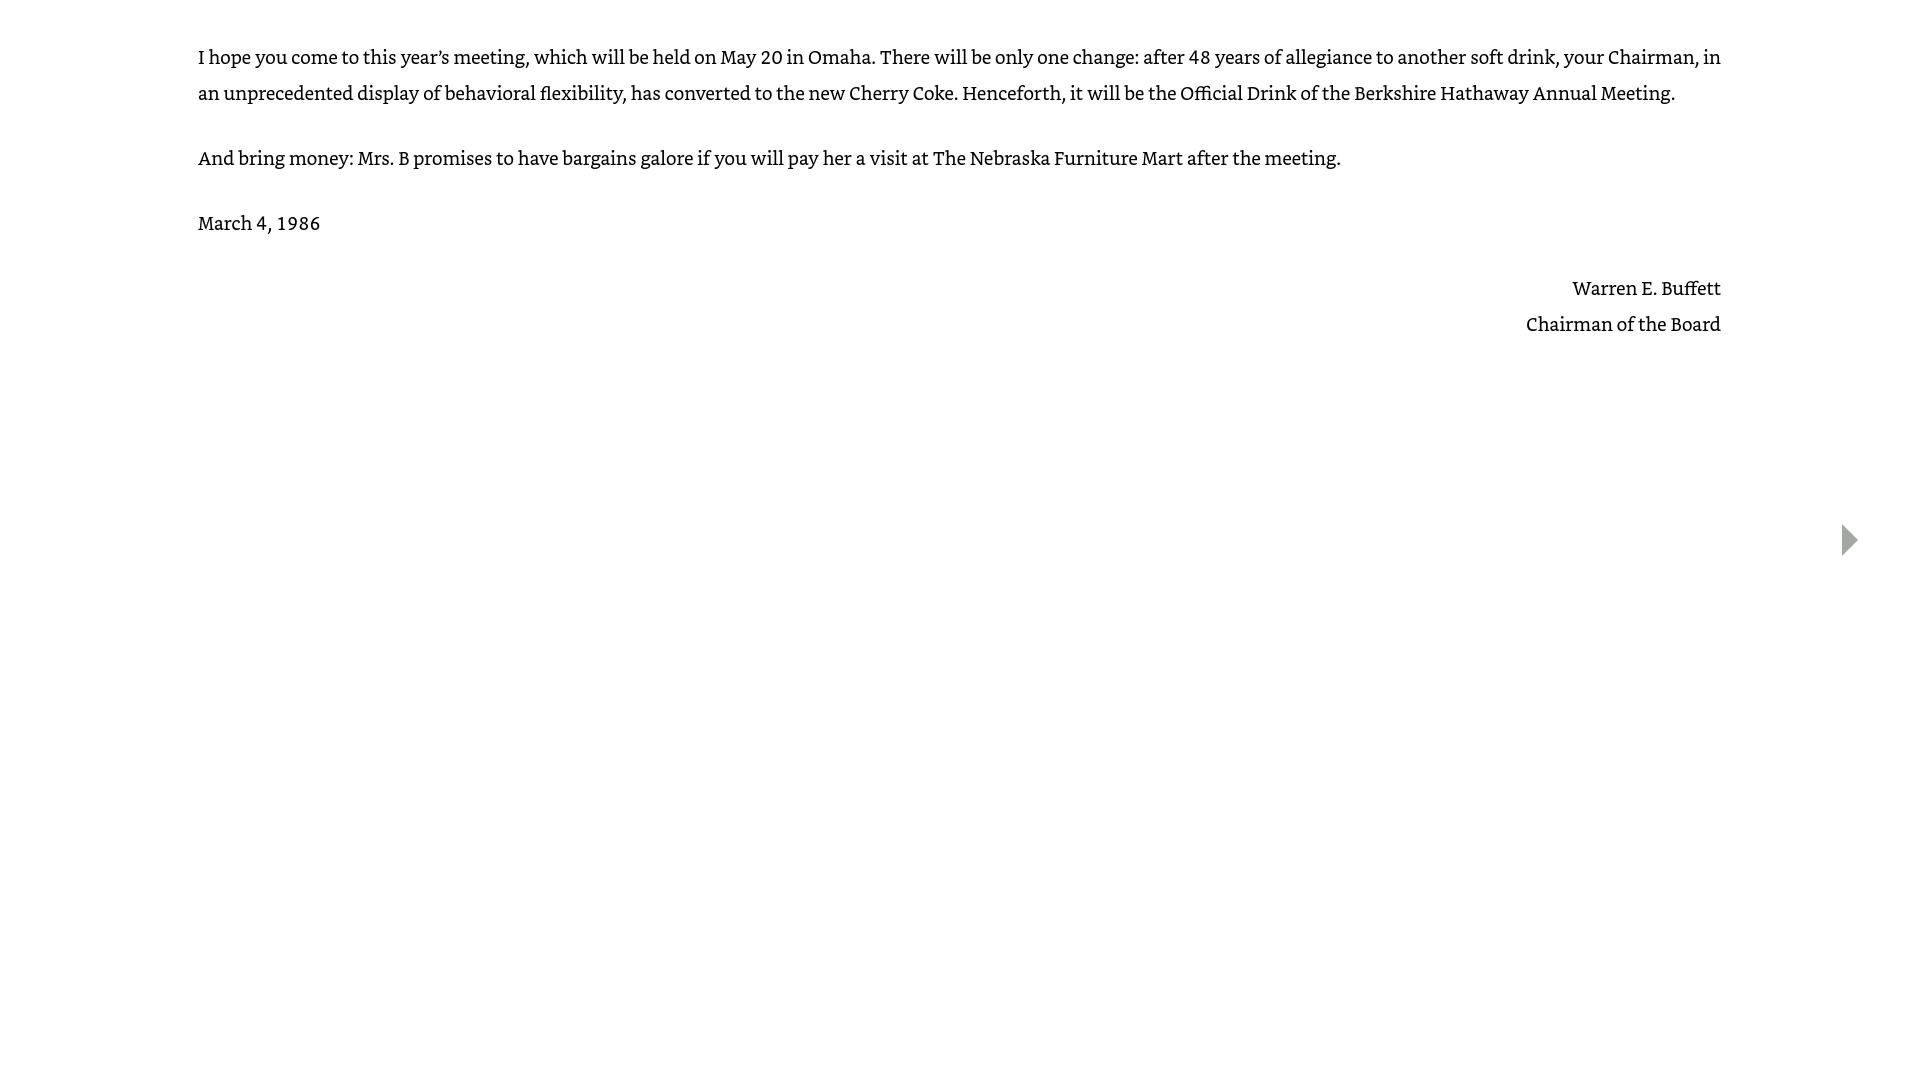 I hope you come to this year’s meeting, which will be held on May 20 in Omaha. There will be only one change: after 48 years of allegiance to another soft drink, your Chairman, in
an unprecedented display of behavioral flexibility, has converted to the new Cherry Coke. Henceforth, it will be the Official Drink of the Berkshire Hathaway Annual Meeting.
And bring money: Mrs. B promises to have bargains galore if you will pay her a visit at The Nebraska Furniture Mart after the meeting.
March 4, 1986
Warren E. Buffett
Chairman of the Board